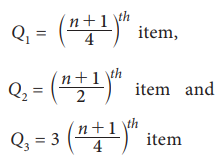 Q₁ = ((n + 1)/4)ᵗʰ item,
Q₂ = ((n + 1)/2)ᵗʰ item and
Q₃ = 3 ((n + 1)/4)ᵗʰ item